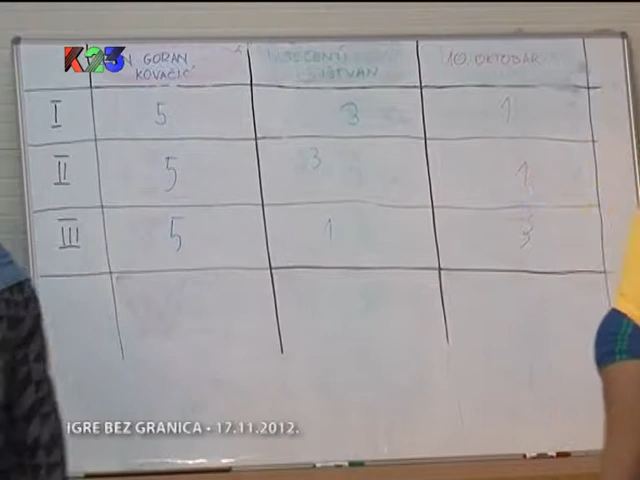 K23
GORAN
KOVAČIĆ
IŠTVAN
10. OKTOBAR
I 5 3 1
II 5 3 1
III 5 1 3
IGRE BEZ GRANICA • 17.11.2012.